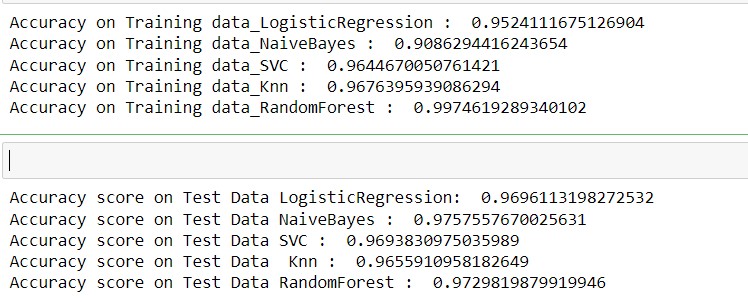 Accuracy on Training data_LogisticRegression :  0.9524111675126904
Accuracy on Training data_NaiveBayes :  0.9086294416243654
Accuracy on Training data_SVC :  0.9644670050761421
Accuracy on Training data_Knn :  0.9676395939086294
Accuracy on Training data_RandomForest :  0.9974619289340102
Accuracy score on Test Data LogisticRegression:  0.9696113198272532
Accuracy score on Test Data NaiveBayes :  0.9757557670025631
Accuracy score on Test Data SVC :  0.9693830975035989
Accuracy score on Test Data  Knn :  0.9655910958182649
Accuracy score on Test Data RandomForest :  0.9729819879919946